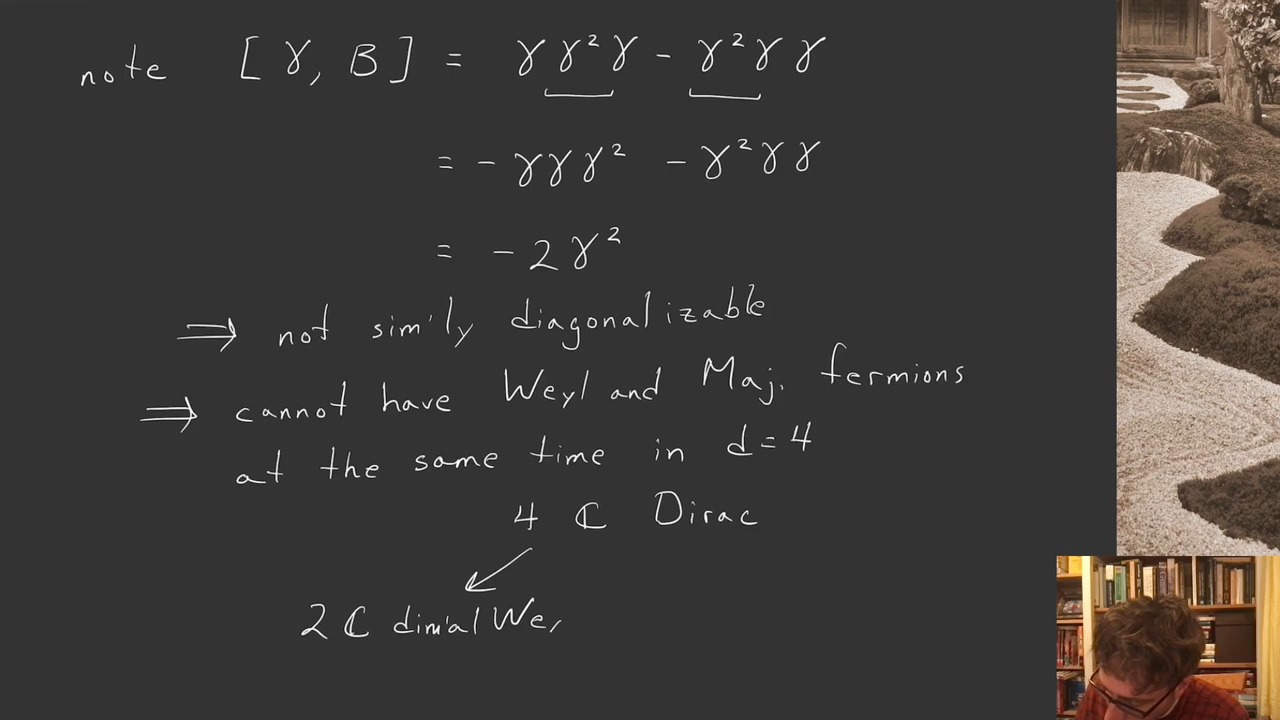 note [γ, B] = γγ²γ - γ²γγ
= - γγγ² - γ²γγ
= - 2γ²
⇒ not sim'ly diagonalizable
⇒ cannot have Weyl and Maj. fermions
at the same time in d=4
4 ℂ Dirac
2 ℂ dim'al We